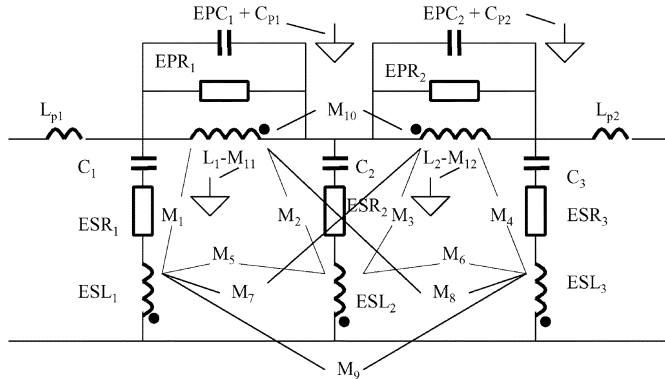 EPC1 + CP1
EPC2 + CP2
EPR1
EPR2
Lp1
M10
Lp2
C1
L1-M11
C2
L2-M12
C3
ESR1
M1
M2
ESR2
M3
M4
ESR3
M5
M6
ESL1
M7
ESL2
M8
ESL3
M9